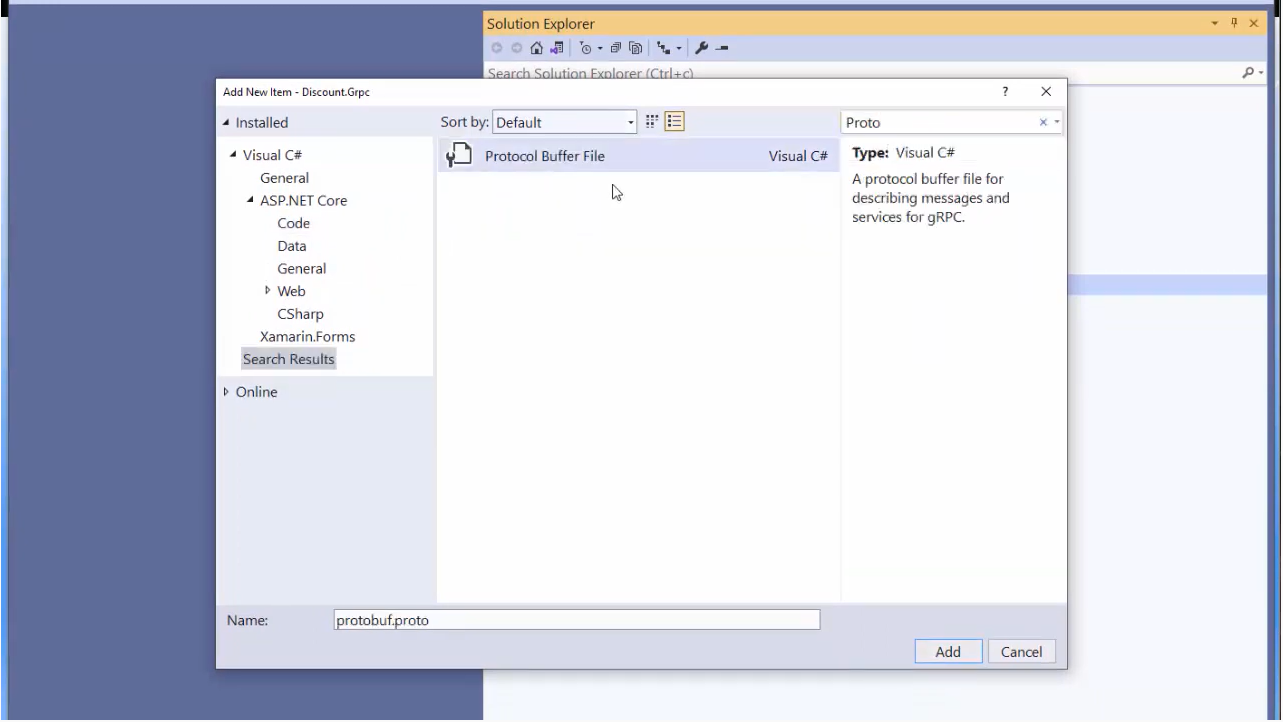 Solution Explorer
Search Solution Explorer (Ctrl+c)
Add New Item - Discount.Grpc
?
Installed
Sort by: Default
Proto
Visual C#
General
ASP.NET Core
Code
Data
General
Web
CSharp
Xamarin.Forms
Search Results
Online
Protocol Buffer File Visual C#
Type: Visual C#
A protocol buffer file for
describing messages and
services for gRPC.
Name: protobuf.proto
Add Cancel